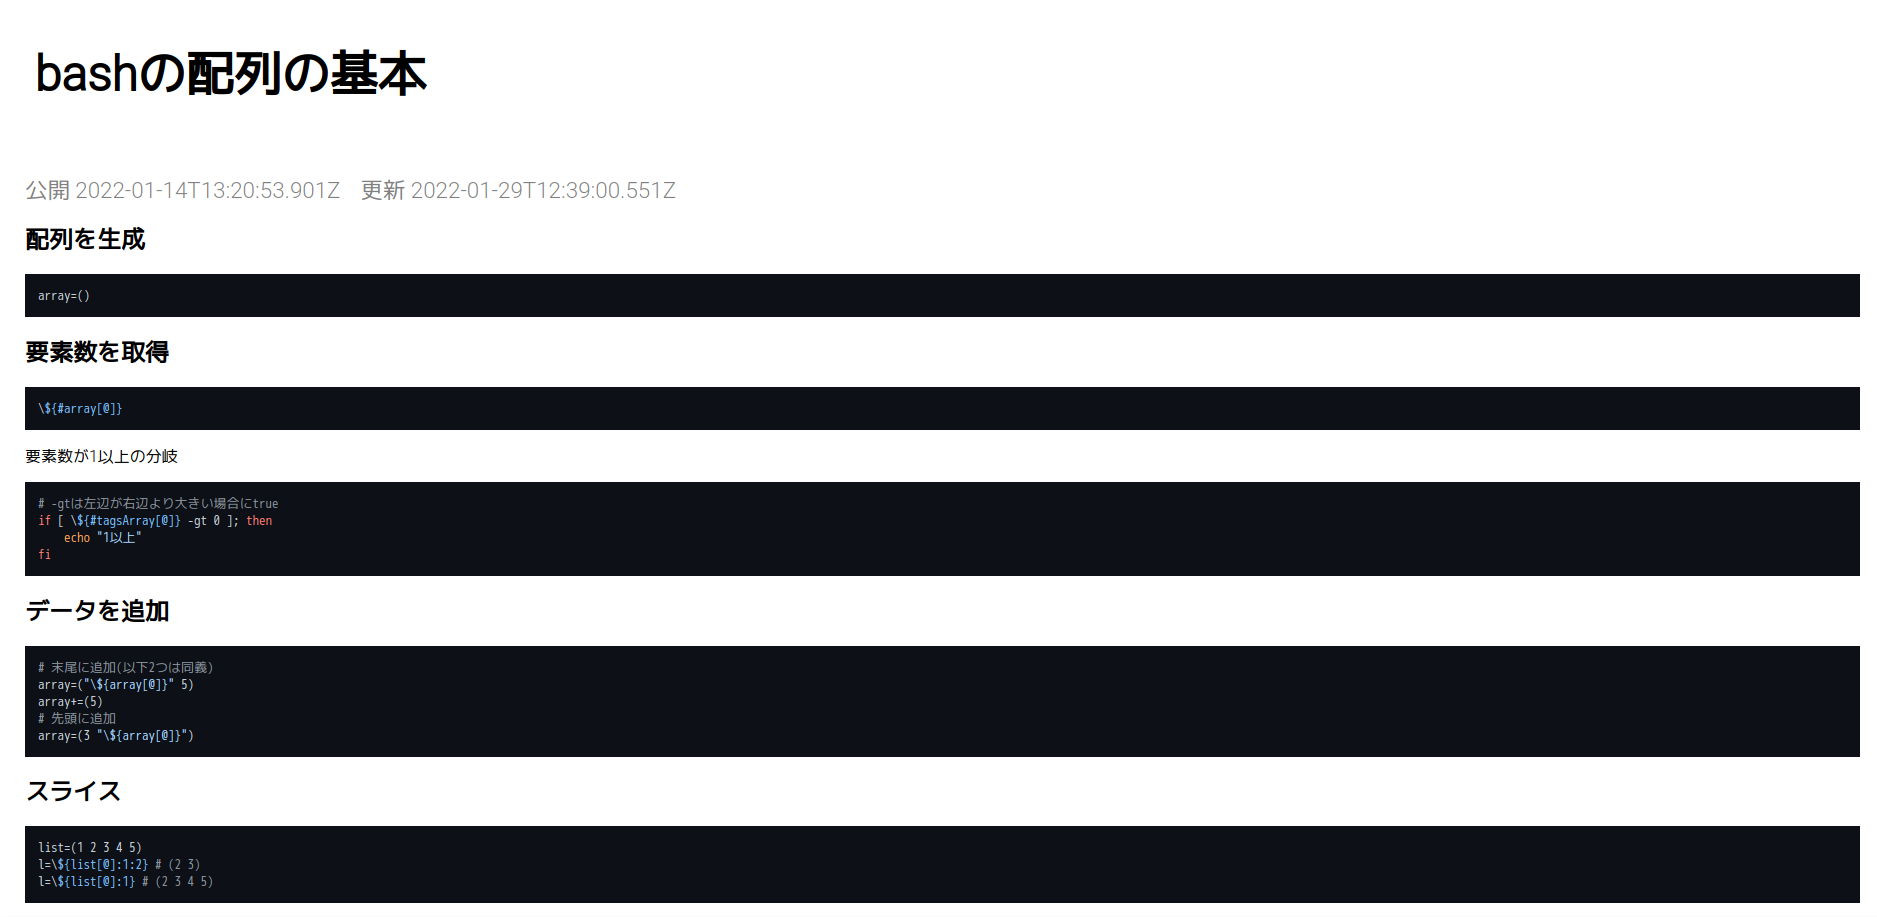 bashの配列の基本
公開 2022-01-14T13:20:53.901Z 更新 2022-01-29T12:39:00.551Z
配列を生成
array=()
要素数を取得
\${#array[@]}
要素数が1以上の分岐
# -gtは左辺が右辺より大きい場合にtrue
if [ \${#tagsArray[@]} -gt 0 ]; then
    echo "1以上"
fi
データを追加
# 末尾に追加(以下2つは同義)
array=("\${array[@]}" 5)
array+=(5)
# 先頭に追加
array=(3 "\${array[@]}")
スライス
list=(1 2 3 4 5)
l=\${list[@]:1:2} # (2 3)
l=\${list[@]:1} # (2 3 4 5)